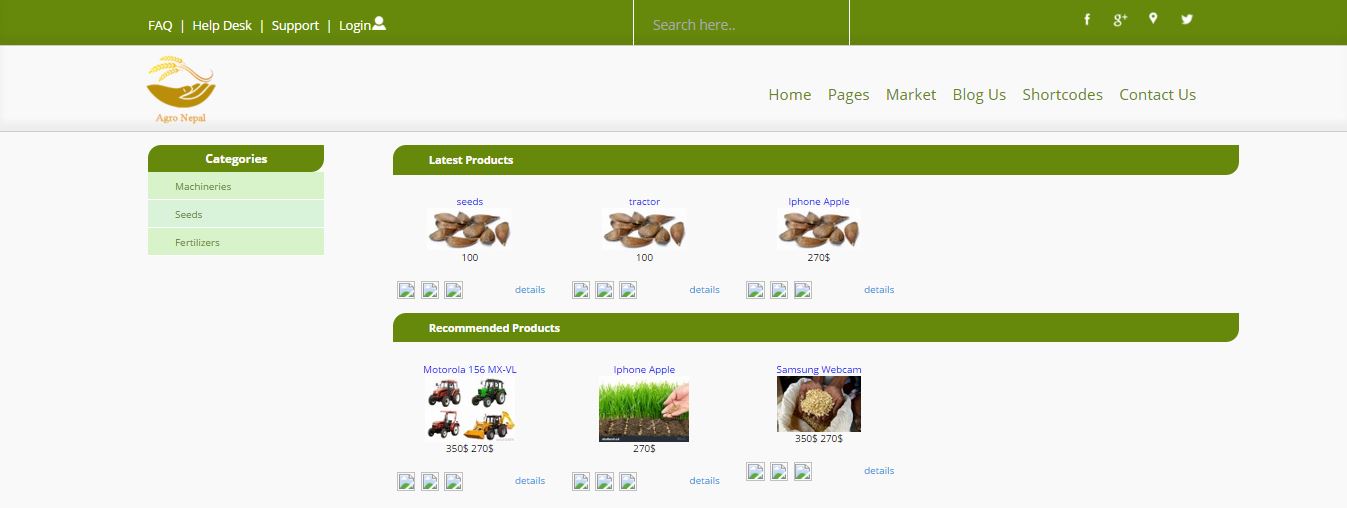 FAQ | Help Desk | Support | Login
Search here..
Agro Nepal
Home Pages Market Blog Us Shortcodes Contact Us
Categories
Machineries
Seeds
Fertilizers
Latest Products
seeds tractor Iphone Apple
100 100 270$
details details details
Recommended Products
Motorola 156 MX-VL Iphone Apple Samsung Webcam
350$ 270$ 270$ 350$ 270$
details details details